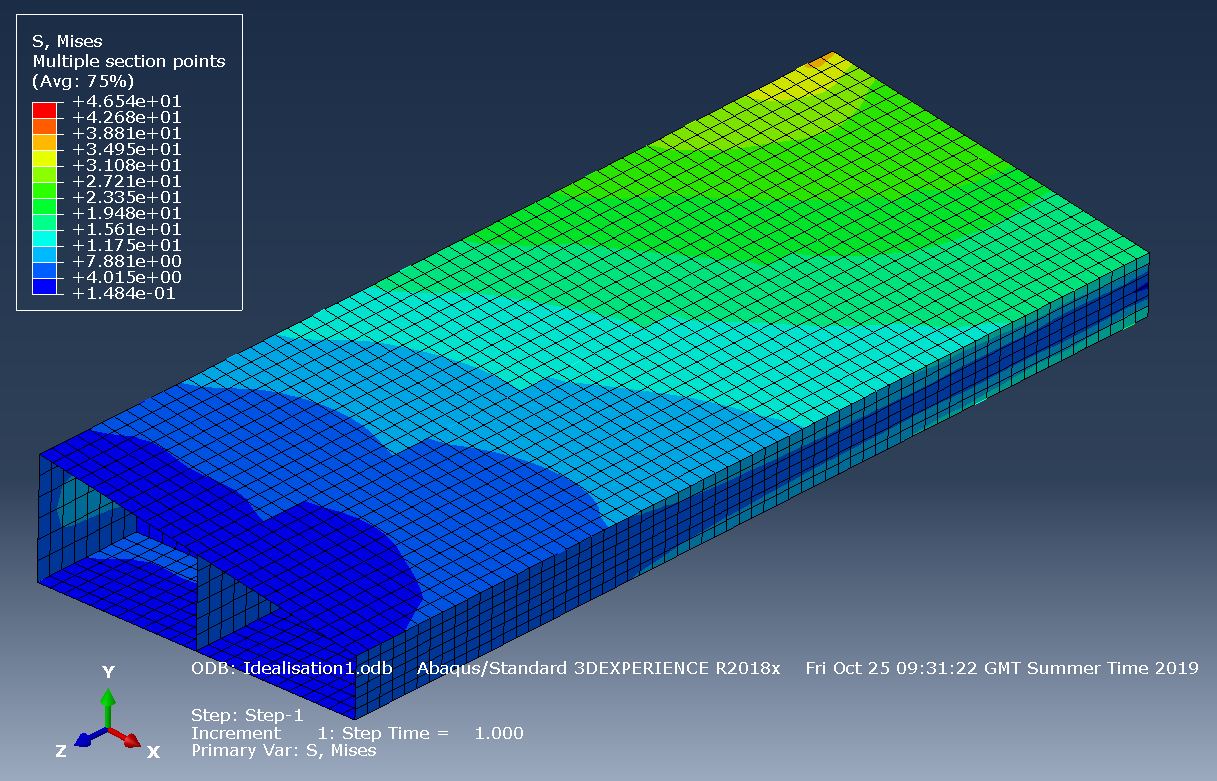 S, Mises
Multiple section points
(Avg: 75%)
+4.654e+01
+4.268e+01
+3.881e+01
+3.495e+01
+3.108e+01
+2.721e+01
+2.335e+01
+1.948e+01
+1.561e+01
+1.175e+01
+7.881e+00
+4.015e+00
+1.484e-01
ODB: Idealisation1.odb Abaqus/Standard 3DEXPERIENCE R2018x Fri Oct 25 09:31:22 GMT Summer Time 2019
Y
Z
X
Step: Step-1
Increment 1: Step Time = 1.000
Primary Var: S, Mises